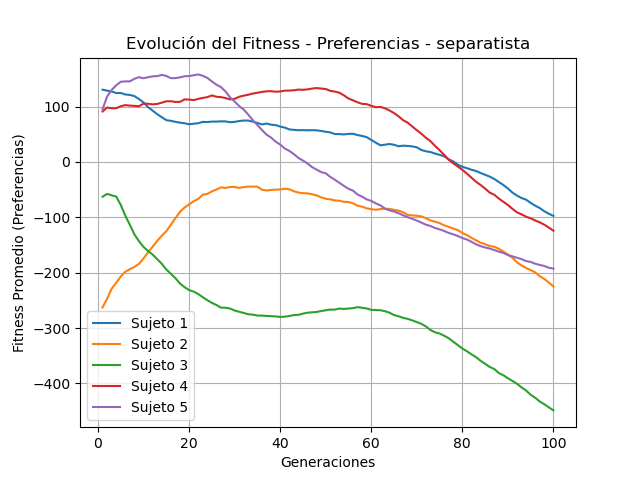 Evolución del Fitness - Preferencias - separatista
Fitness Promedio (Preferencias)
100
0
−100
−200
−300
−400
Sujeto 1
Sujeto 2
Sujeto 3
Sujeto 4
Sujeto 5
0 20 40 60 80 100
Generaciones